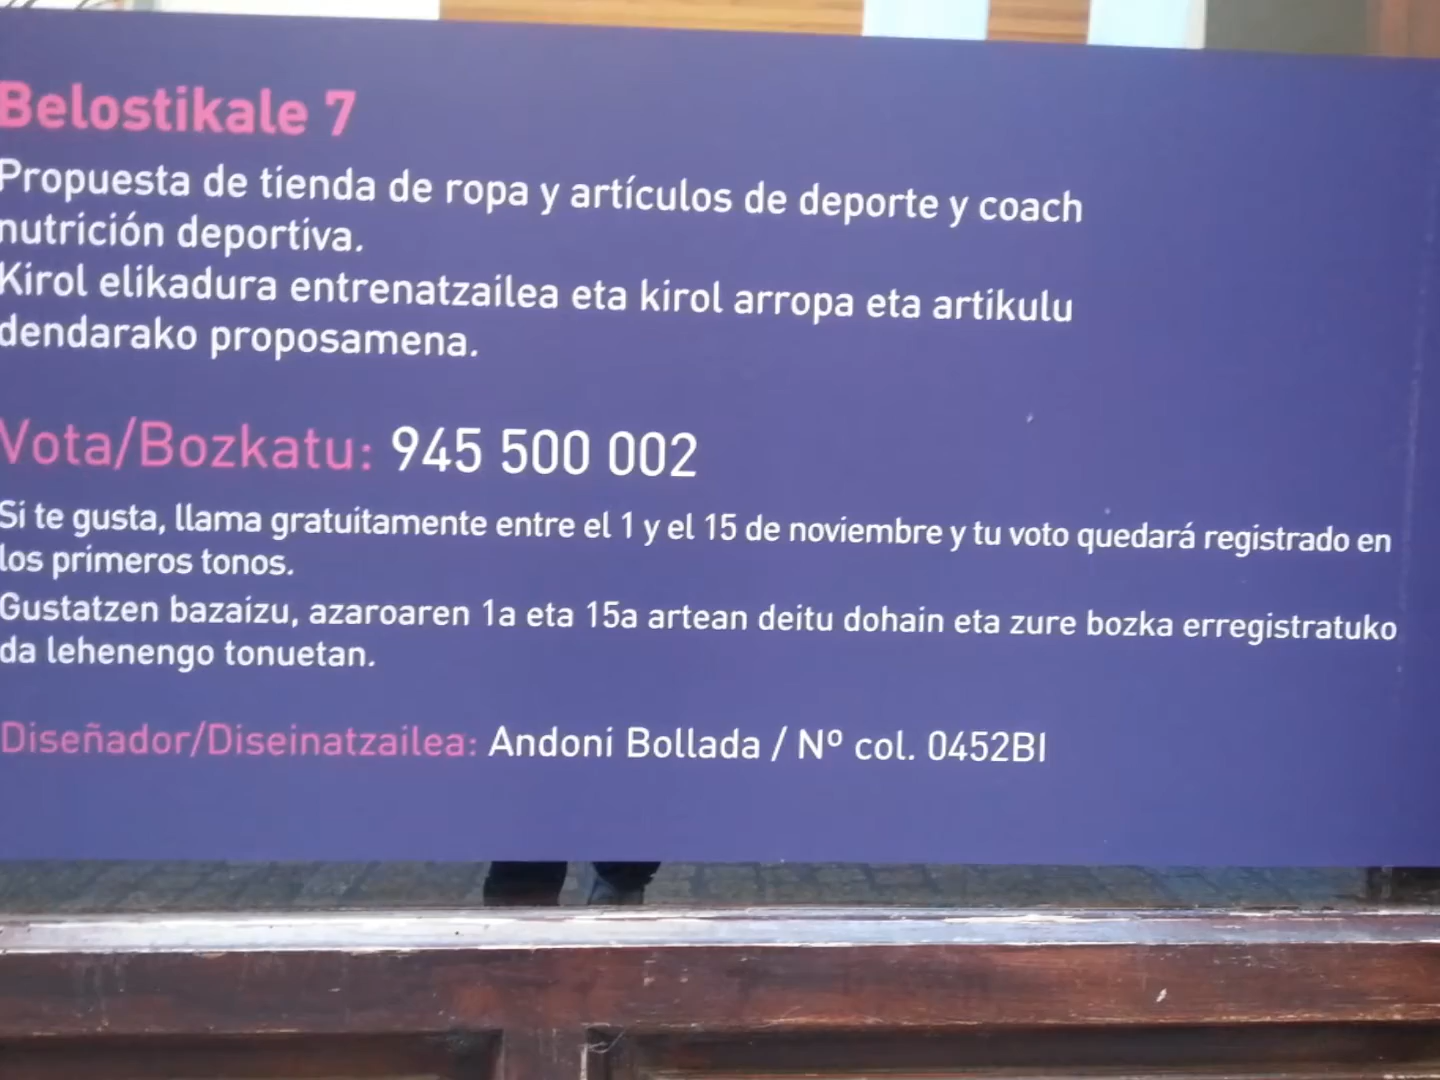 Belostikale 7
Propuesta de tienda de ropa y artículos de deporte y coach
nutrición deportiva.
Kirol elikadura entrenatzailea eta kirol arropa eta artikulu
dendarako proposamena.
Vota/Bozkatu: 945 500 002
Si te gusta, llama gratuitamente entre el 1 y el 15 de noviembre y tu voto quedará registrado en
los primeros tonos.
Gustatzen bazaizu, azaroaren 1a eta 15a artean deitu dohain eta zure bozka erregistratuko
da lehenengo tonuetan.
Diseñador/Diseinatzailea: Andoni Bollada / Nº col. 0452BI